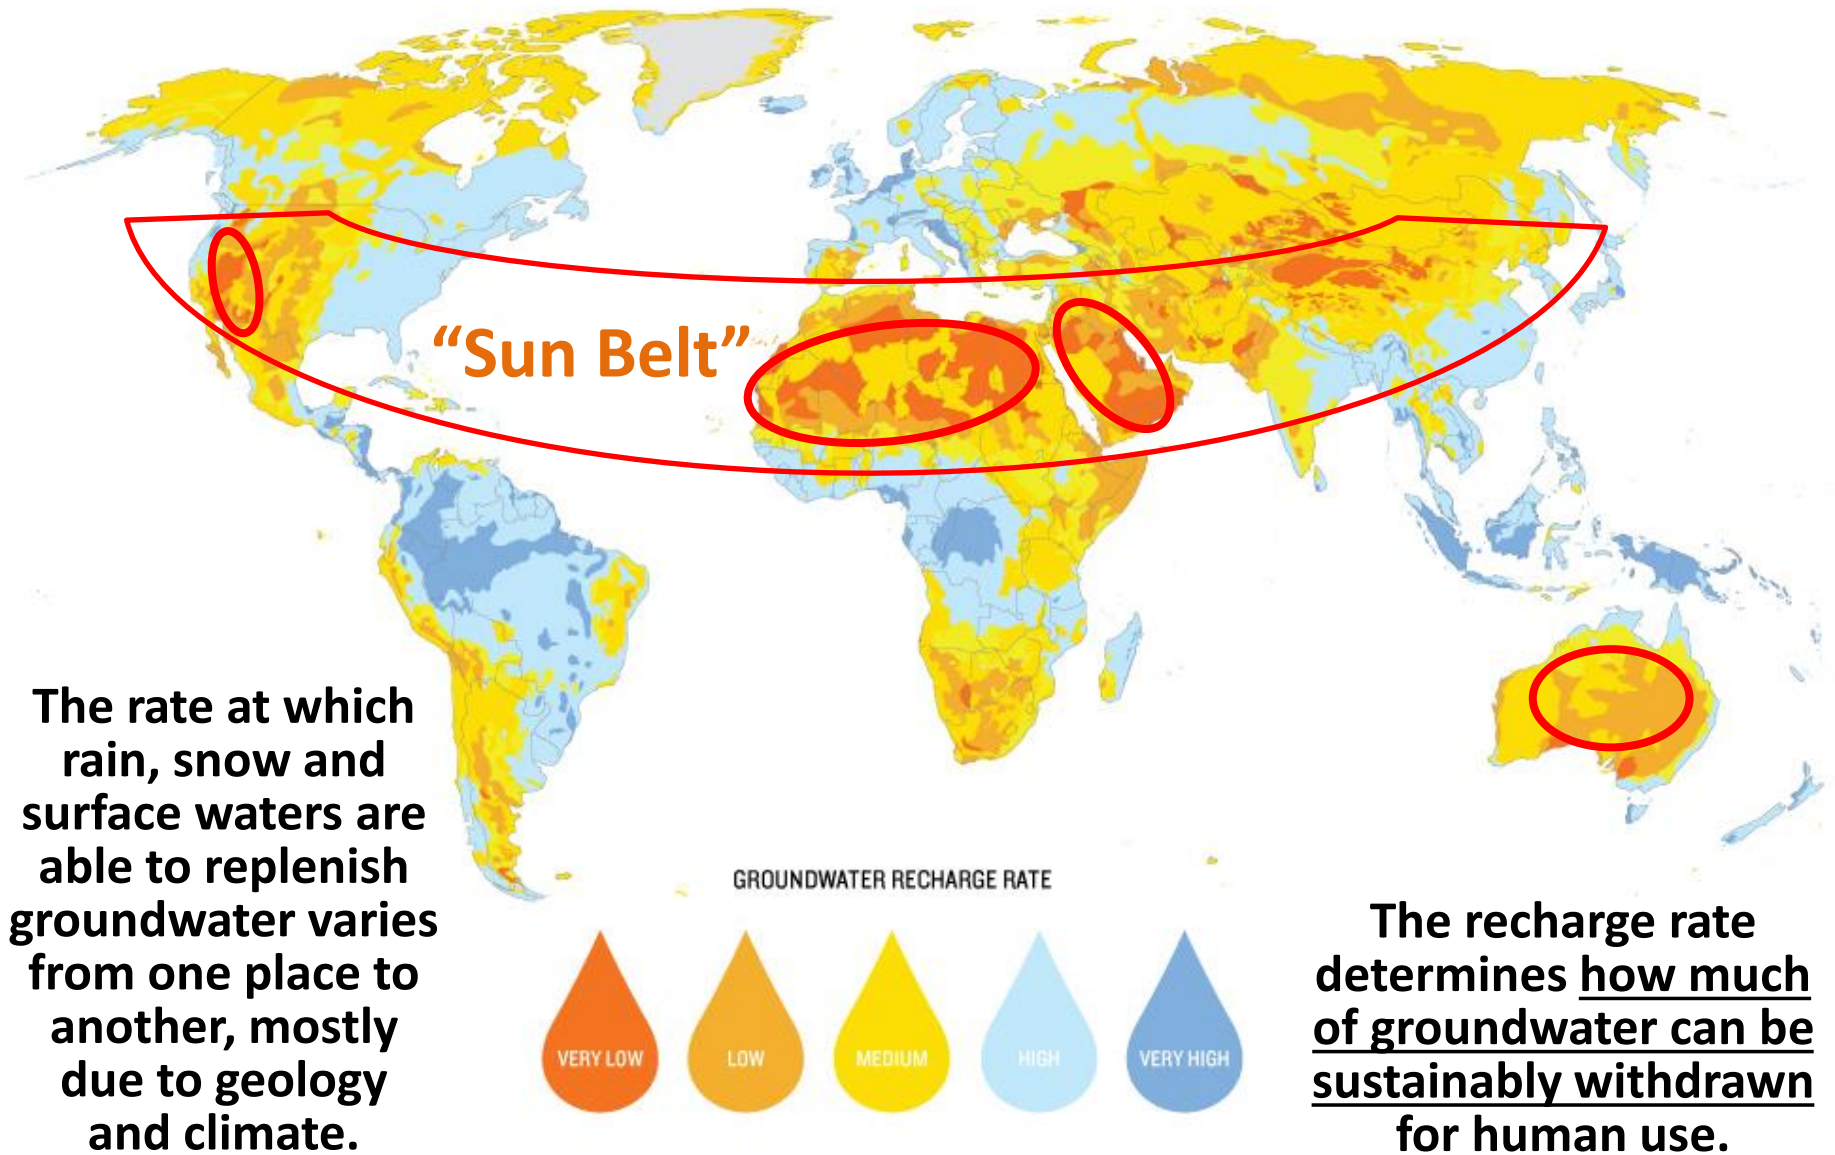 “Sun Belt”
The rate at which
rain, snow and
surface waters are
able to replenish
groundwater varies
from one place to
another, mostly
due to geology
and climate.
GROUNDWATER RECHARGE RATE
VERY LOW
LOW
MEDIUM
HIGH
VERY HIGH
The recharge rate
determines how much
of groundwater can be
sustainably withdrawn
for human use.